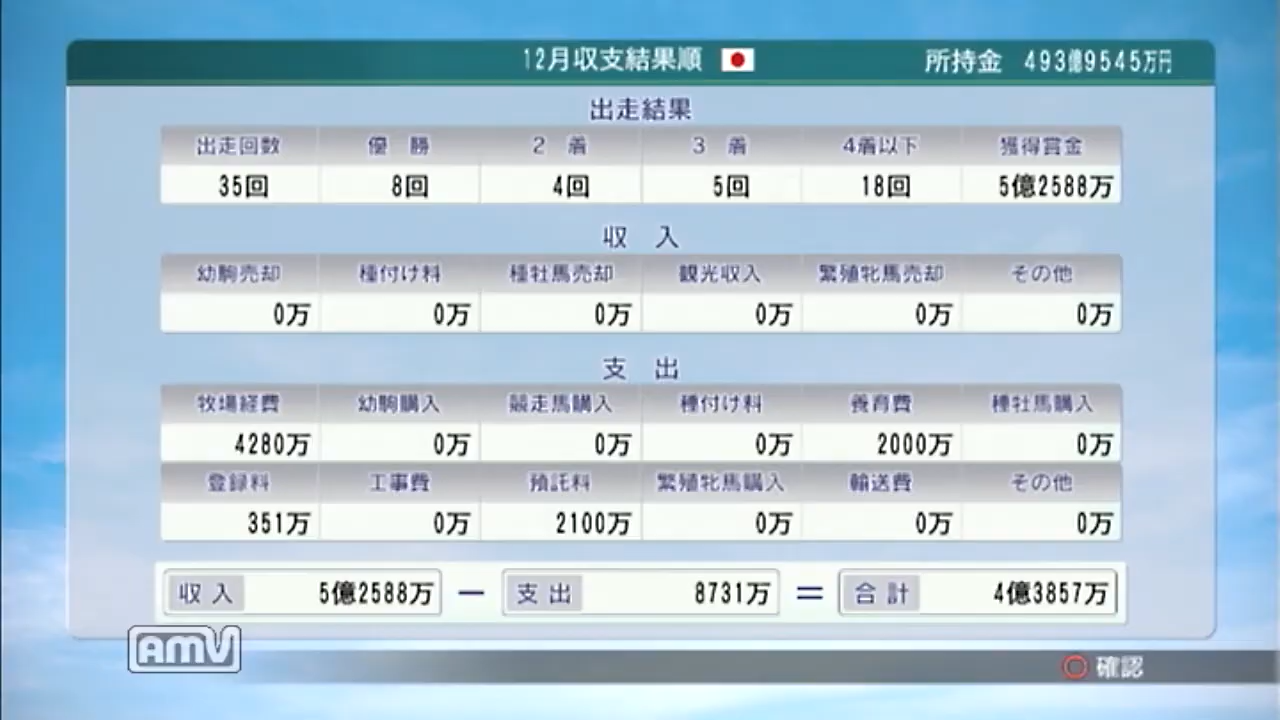 12月収支結果順 所持金 493億9545万円
出走結果
出走回数 優 勝 2 着 3 着 4着以下 獲得賞金
35回 8回 4回 5回 18回 5億2588万
収 入
幼駒売却 種付け料 種牡馬売却 観光収入 繁殖牝馬売却 その他
0万 0万 0万 0万 0万 0万
支 出
牧場経費 幼駒購入 競走馬購入 種付け料 養育費 種牡馬購入
4280万 0万 0万 0万 2000万 0万
登録料 工事費 預託料 繁殖牝馬購入 輸送費 その他
351万 0万 2100万 0万 0万 0万
収 入 5億2588万 － 支 出 8731万 ＝ 合 計 4億3857万
AMV
確認